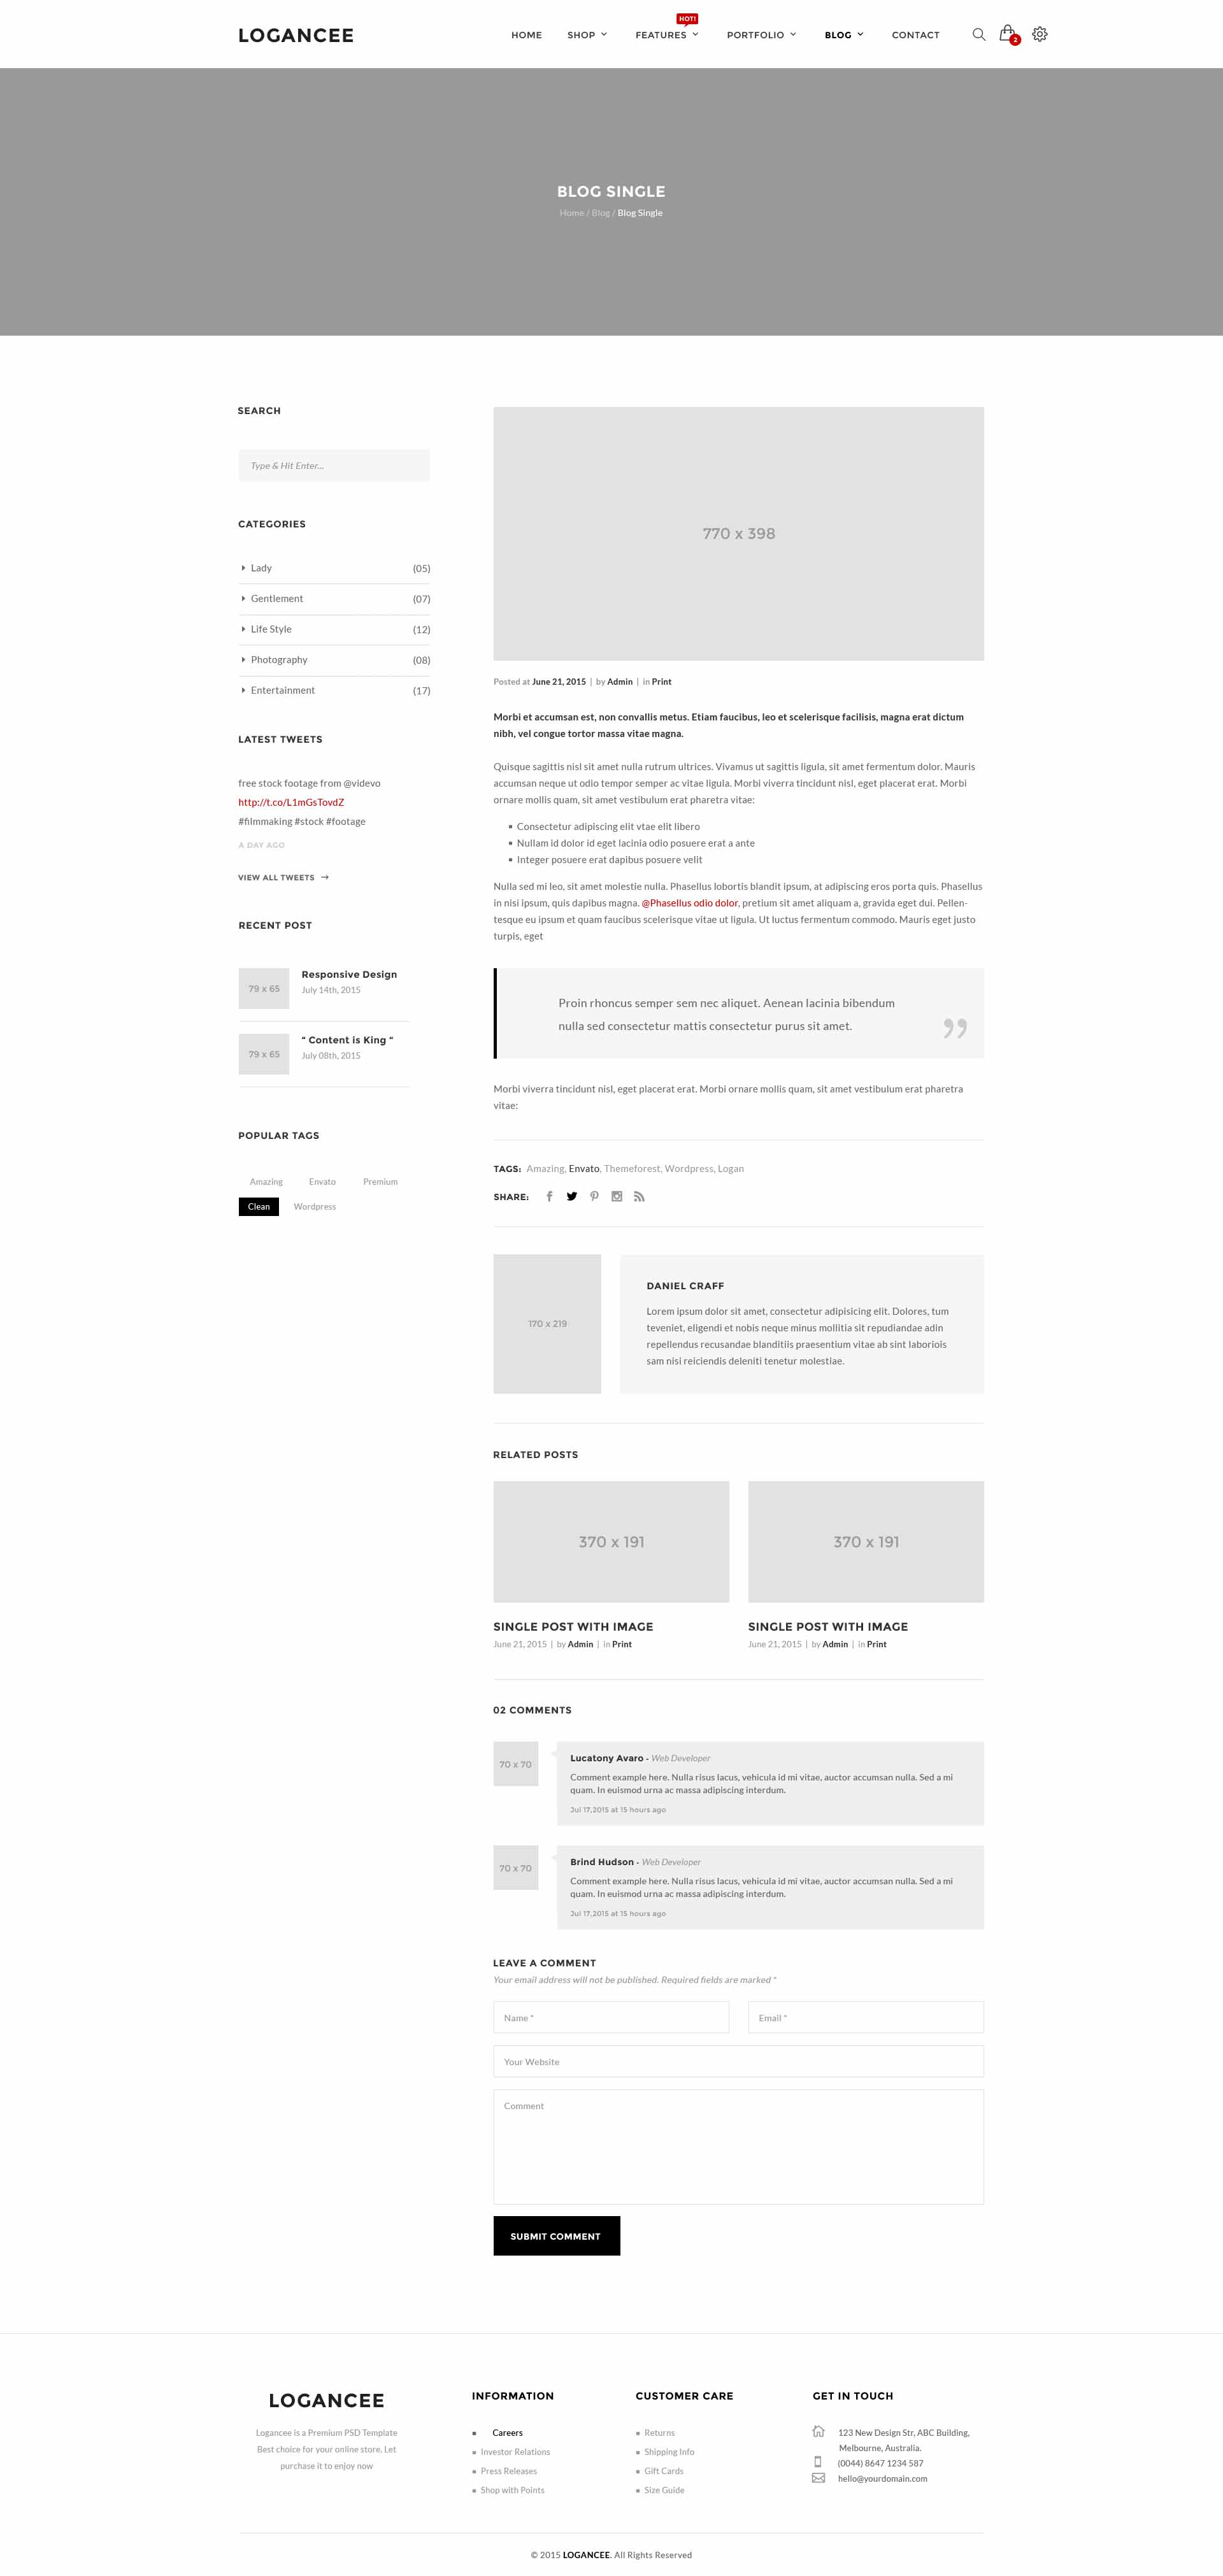 LOGANCEE
HOME SHOP FEATURES HOT! PORTFOLIO BLOG CONTACT 2
BLOG SINGLE
Home / Blog / Blog Single
SEARCH
Type & Hit Enter...
CATEGORIES
Lady (05)
Gentlement (07)
Life Style (12)
Photography (08)
Entertainment (17)
LATEST TWEETS
free stock footage from @videvo
http://t.co/L1mGsTovdZ
#filmmaking #stock #footage
A DAY AGO
VIEW ALL TWEETS →
RECENT POST
79 x 65
Responsive Design
July 14th, 2015
79 x 65
“ Content is King “
July 08th, 2015
POPULAR TAGS
Amazing Envato Premium
Clean Wordpress
770 x 398
Posted at June 21, 2015 | by Admin | in Print
Morbi et accumsan est, non convallis metus. Etiam faucibus, leo et scelerisque facilisis, magna erat dictum
nibh, vel congue tortor massa vitae magna.
Quisque sagittis nisl sit amet nulla rutrum ultrices. Vivamus ut sagittis ligula, sit amet fermentum dolor. Mauris
accumsan neque ut odio tempor semper ac vitae ligula. Morbi viverra tincidunt nisl, eget placerat erat. Morbi
ornare mollis quam, sit amet vestibulum erat pharetra vitae:
Consectetur adipiscing elit vtae elit libero
Nullam id dolor id eget lacinia odio posuere erat a ante
Integer posuere erat dapibus posuere velit
Nulla sed mi leo, sit amet molestie nulla. Phasellus lobortis blandit ipsum, at adipiscing eros porta quis. Phasellus
in nisi ipsum, quis dapibus magna. @Phasellus odio dolor, pretium sit amet aliquam a, gravida eget dui. Pellen-
tesque eu ipsum et quam faucibus scelerisque vitae ut ligula. Ut luctus fermentum commodo. Mauris eget justo
turpis, eget
Proin rhoncus semper sem nec aliquet. Aenean lacinia bibendum
nulla sed consectetur mattis consectetur purus sit amet.
”
Morbi viverra tincidunt nisl, eget placerat erat. Morbi ornare mollis quam, sit amet vestibulum erat pharetra
vitae:
TAGS: Amazing, Envato, Themeforest, Wordpress, Logan
SHARE:
170 x 219
DANIEL CRAFF
Lorem ipsum dolor sit amet, consectetur adipisicing elit. Dolores, tum
teveniet, eligendi et nobis neque minus mollitia sit repudiandae adin
repellendus recusandae blanditiis praesentium vitae ab sint laboriois
sam nisi reiciendis deleniti tenetur molestiae.
RELATED POSTS
370 x 191
SINGLE POST WITH IMAGE
June 21, 2015 | by Admin | in Print
370 x 191
SINGLE POST WITH IMAGE
June 21, 2015 | by Admin | in Print
02 COMMENTS
70 x 70
Lucatony Avaro - Web Developer
Comment example here. Nulla risus lacus, vehicula id mi vitae, auctor accumsan nulla. Sed a mi
quam. In euismod urna ac massa adipiscing interdum.
Jul 17,2015 at 15 hours ago
70 x 70
Brind Hudson - Web Developer
Comment example here. Nulla risus lacus, vehicula id mi vitae, auctor accumsan nulla. Sed a mi
quam. In euismod urna ac massa adipiscing interdum.
Jul 17,2015 at 15 hours ago
LEAVE A COMMENT
Your email address will not be published. Required fields are marked *
Name * Email *
Your Website
Comment
SUBMIT COMMENT
LOGANCEE
Logancee is a Premium PSD Template
Best choice for your online store. Let
purchase it to enjoy now
INFORMATION
Careers
Investor Relations
Press Releases
Shop with Points
CUSTOMER CARE
Returns
Shipping Info
Gift Cards
Size Guide
GET IN TOUCH
123 New Design Str, ABC Building,
Melbourne, Australia.
(0044) 8647 1234 587
hello@yourdomain.com
© 2015 LOGANCEE. All Rights Reserved